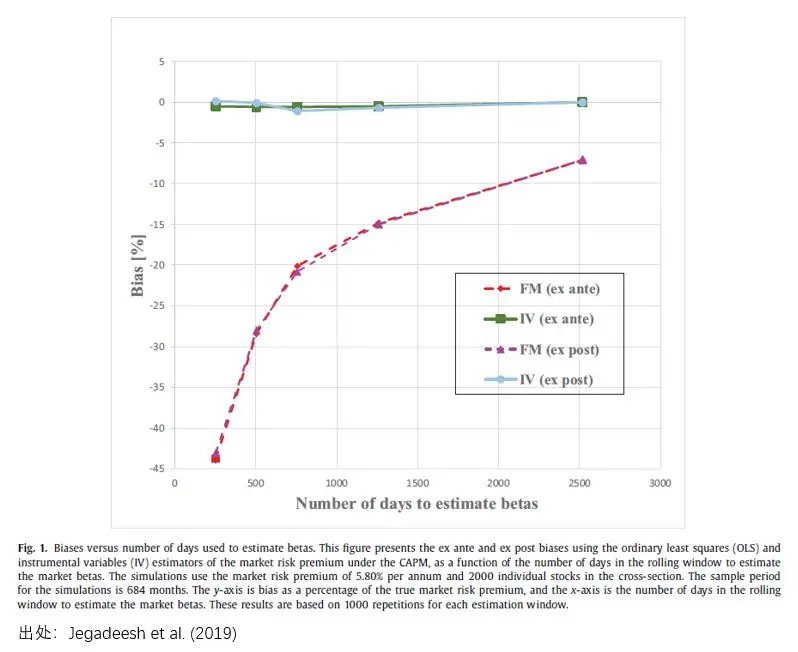 5
0
-5
-10
-15
-20
-25
-30
-35
-40
-45
Bias [%]
FM (ex ante)
IV (ex ante)
FM (ex post)
IV (ex post)
0 500 1000 1500 2000 2500 3000
Number of days to estimate betas
Fig. 1. Biases versus number of days used to estimate betas. This figure presents the ex ante and ex post biases using the ordinary least squares (OLS) and
instrumental variables (IV) estimators of the market risk premium under the CAPM, as a function of the number of days in the rolling window to estimate
the market betas. The simulations use the market risk premium of 5.80% per annum and 2000 individual stocks in the cross-section. The sample period
for the simulations is 684 months. The y-axis is bias as a percentage of the true market risk premium, and the x-axis is the number of days in the rolling
window to estimate the market betas. These results are based on 1000 repetitions for each estimation window.
出处：Jegadeesh et al. (2019)